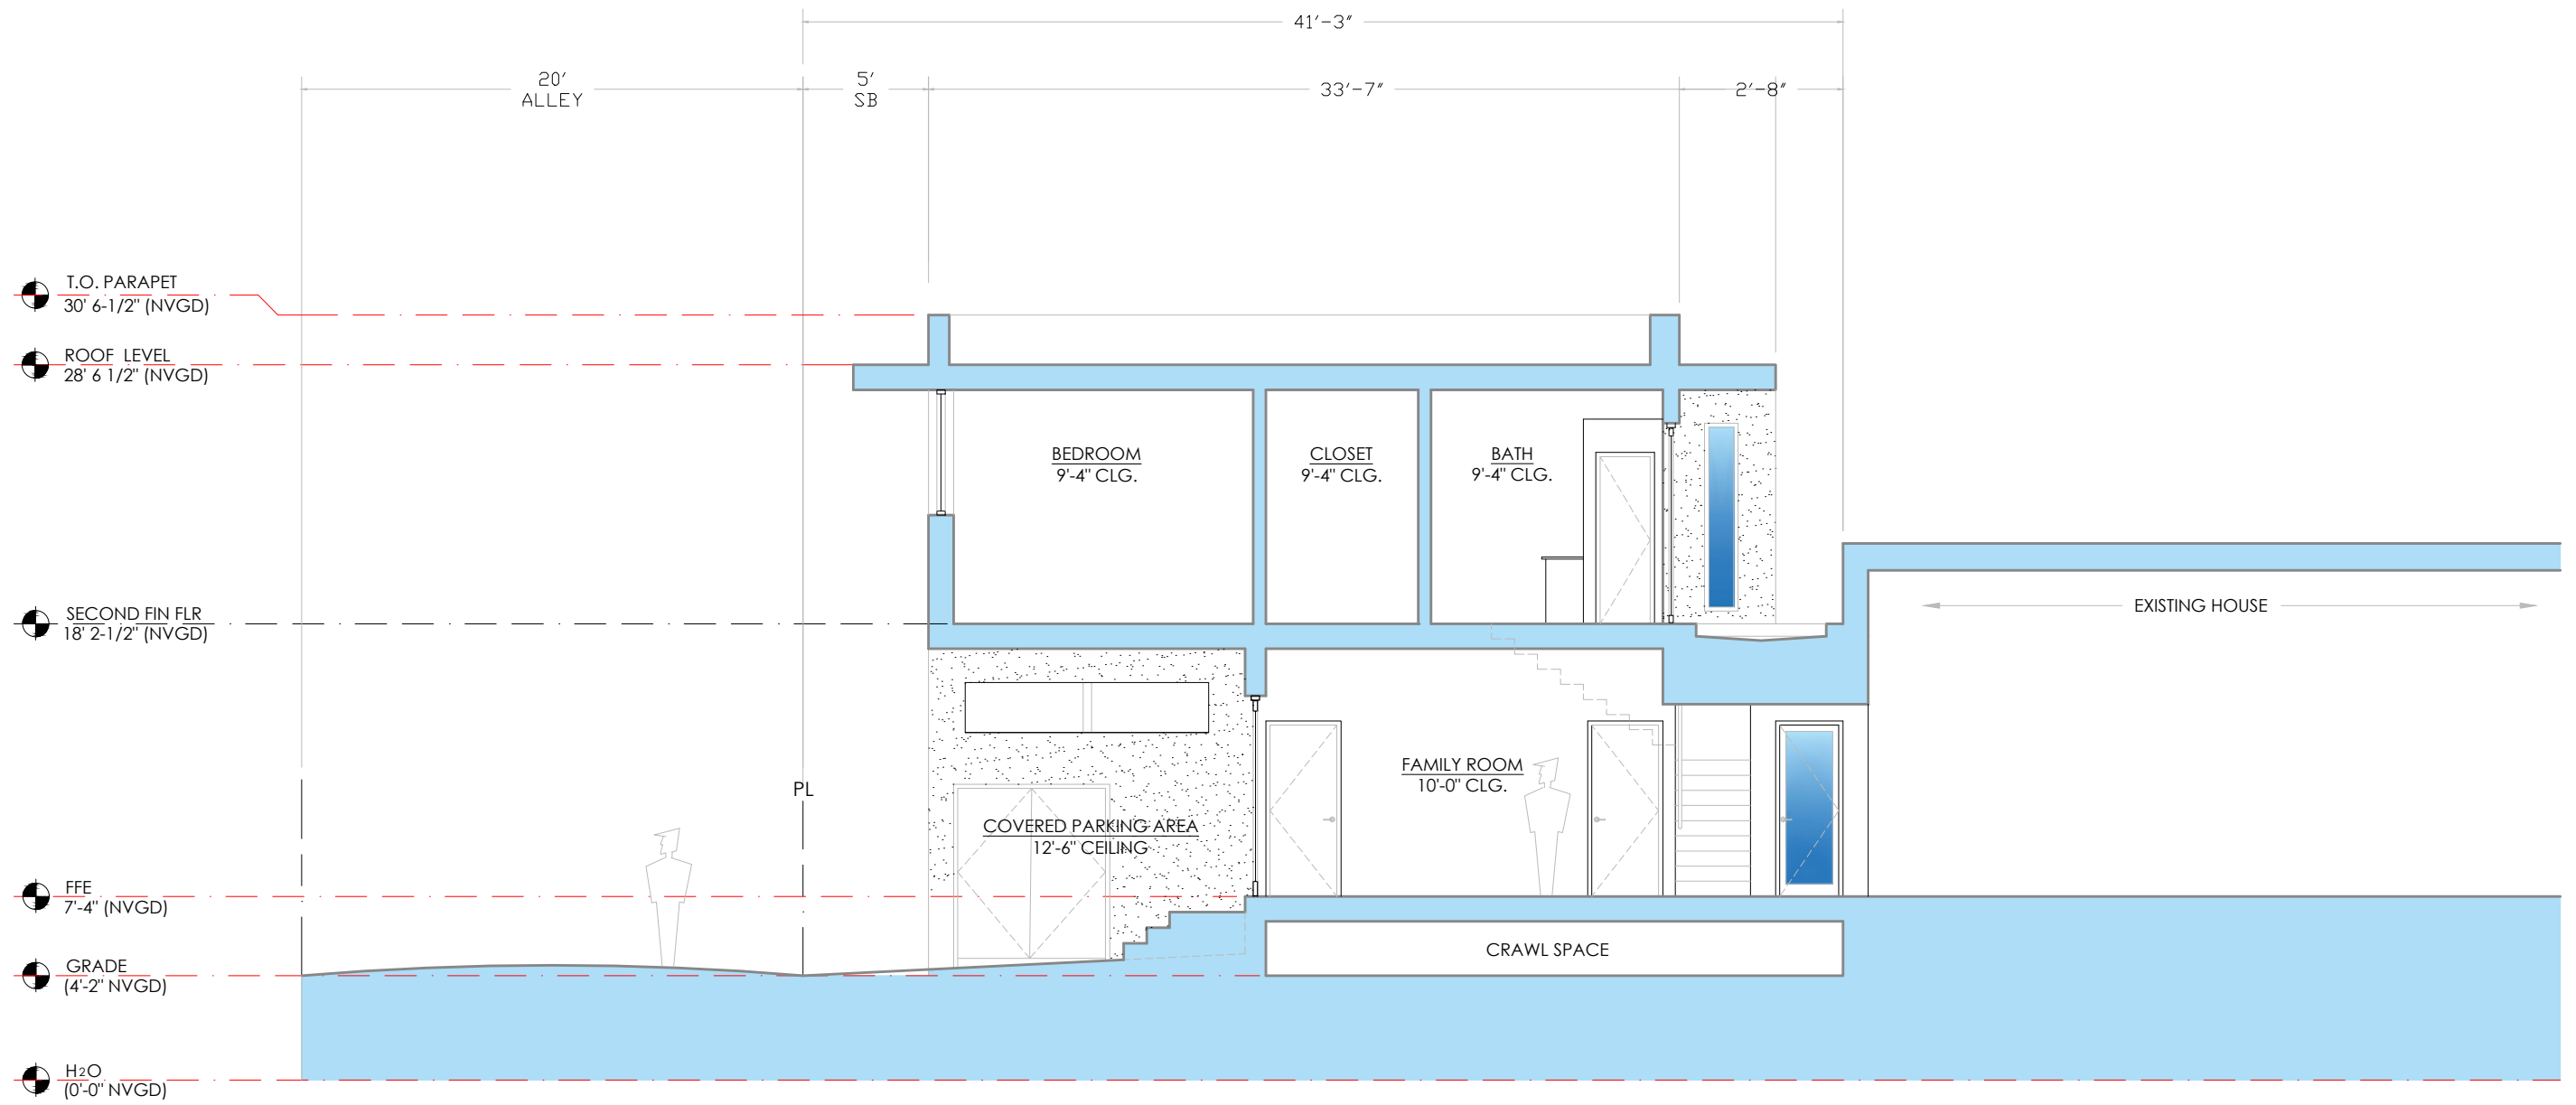 41'-3"
20'
ALLEY
5'
SB
33'-7"
2'-8"
T.O. PARAPET
30' 6-1/2" (NVGD)
ROOF LEVEL
28' 6 1/2" (NVGD)
BEDROOM
9'-4" CLG.
CLOSET
9'-4" CLG.
BATH
9'-4" CLG.
SECOND FIN FLR
18' 2-1/2" (NVGD)
EXISTING HOUSE
PL
FAMILY ROOM
10'-0" CLG.
COVERED PARKING AREA
12'-6" CEILING
FFE
7'-4" (NVGD)
GRADE
(4'-2" NVGD)
CRAWL SPACE
H2O
(0'-0" NVGD)